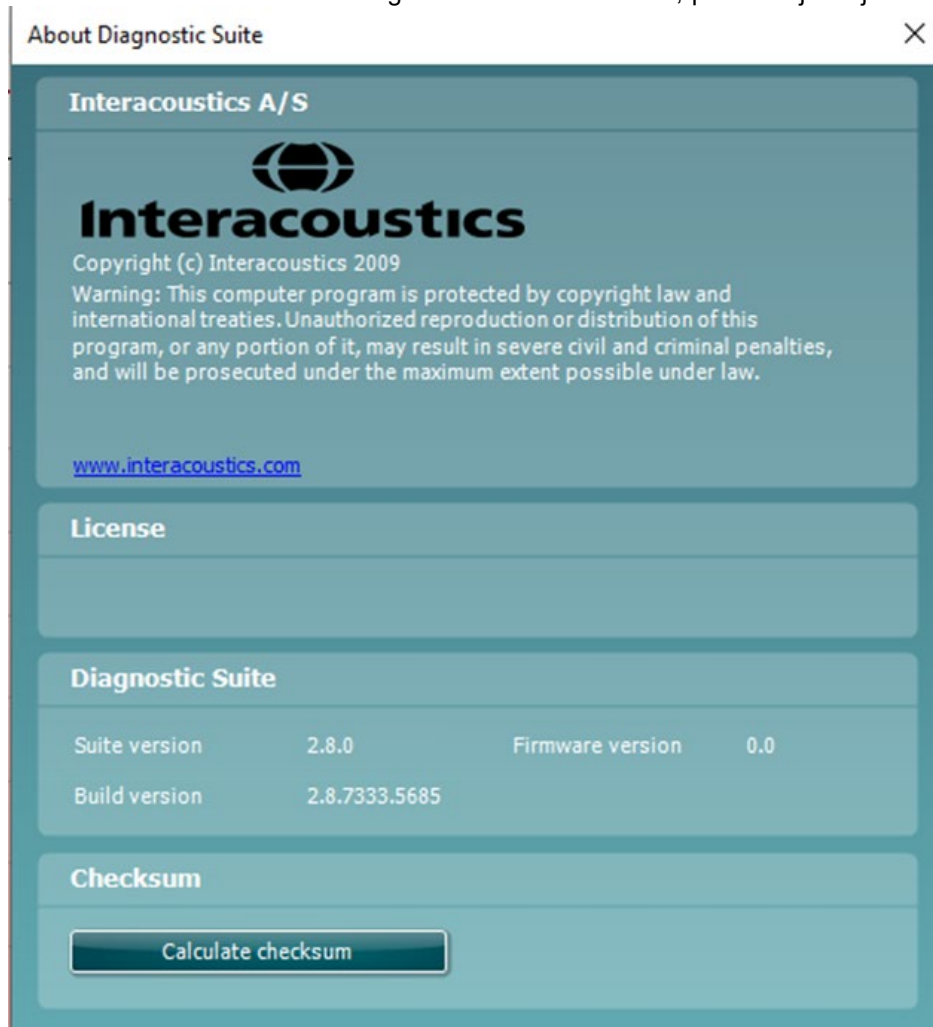 About Diagnostic Suite
Interacoustics A/S
Interacoustics
Copyright (c) Interacoustics 2009
Warning: This computer program is protected by copyright law and
international treaties. Unauthorized reproduction or distribution of this
program, or any portion of it, may result in severe civil and criminal penalties,
and will be prosecuted under the maximum extent possible under law.
www.interacoustics.com
License
Diagnostic Suite
Suite version 2.8.0 Firmware version 0.0
Build version 2.8.7333.5685
Checksum
Calculate checksum